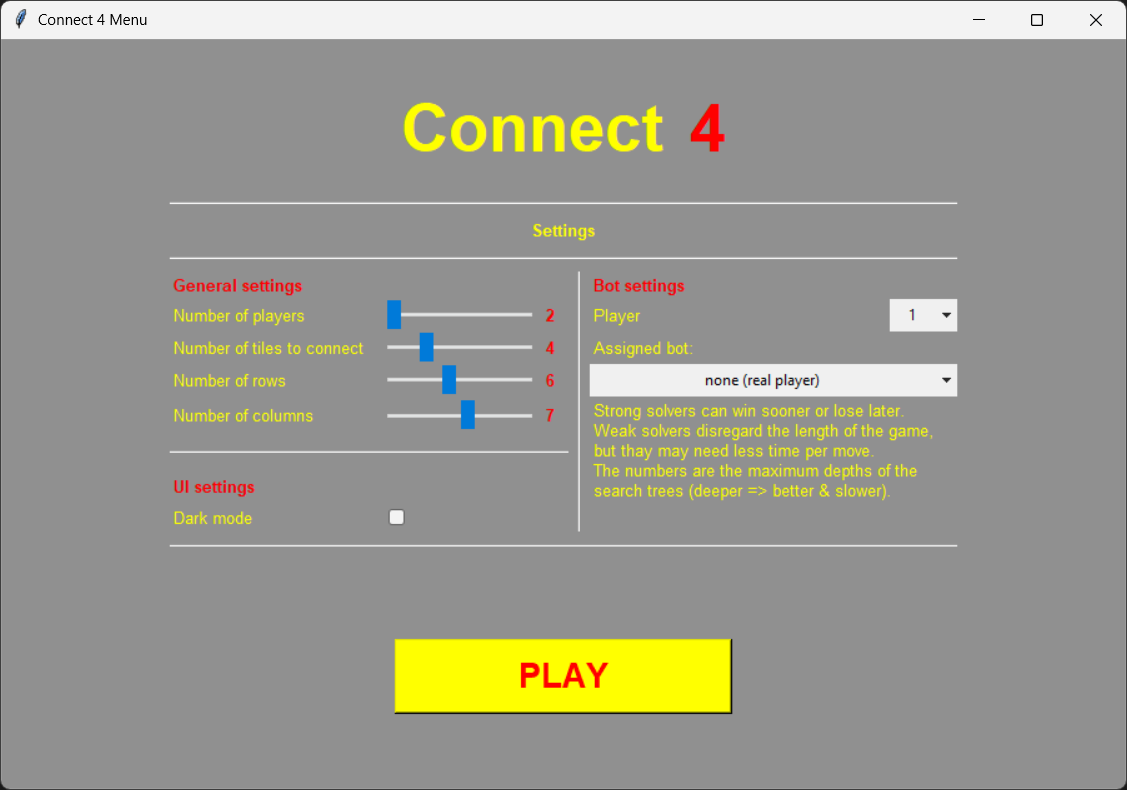 Connect 4 Menu
Connect 4
Settings
General settings
Number of players 2
Number of tiles to connect 4
Number of rows 6
Number of columns 7
UI settings
Dark mode
Bot settings
Player 1
Assigned bot:
none (real player)
Strong solvers can win sooner or lose later.
Weak solvers disregard the length of the game,
but thay may need less time per move.
The numbers are the maximum depths of the
search trees (deeper => better & slower).
PLAY